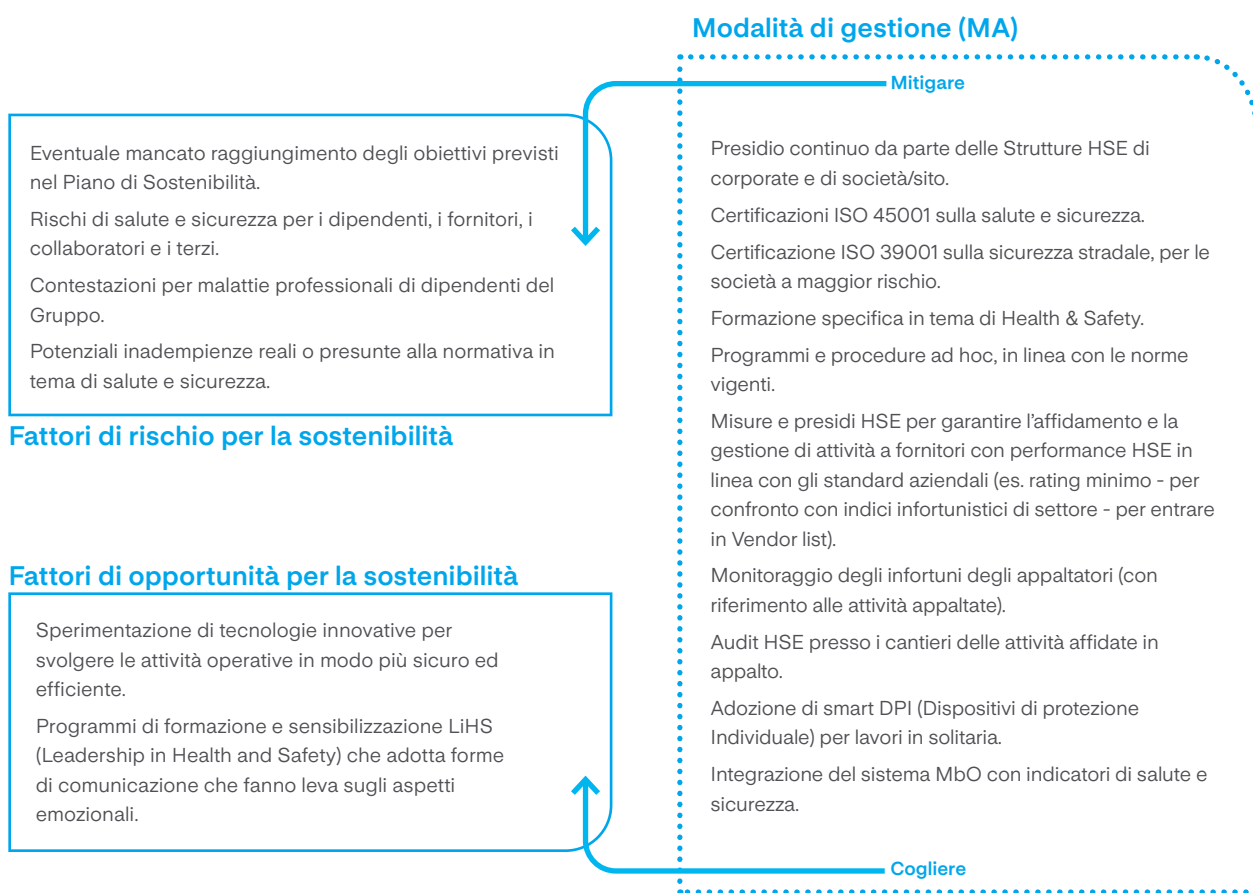 Modalità di gestione (MA)
Mitigare
Eventuale mancato raggiungimento degli obiettivi previsti
nel Piano di Sostenibilità.
Rischi di salute e sicurezza per i dipendenti, i fornitori, i
collaboratori e i terzi.
Contestazioni per malattie professionali di dipendenti del
Gruppo.
Potenziali inadempienze reali o presunte alla normativa in
tema di salute e sicurezza.
Fattori di rischio per la sostenibilità
Fattori di opportunità per la sostenibilità
Sperimentazione di tecnologie innovative per
svolgere le attività operative in modo più sicuro ed
efficiente.
Programmi di formazione e sensibilizzazione LiHS
(Leadership in Health and Safety) che adotta forme
di comunicazione che fanno leva sugli aspetti
emozionali.
Presidio continuo da parte delle Strutture HSE di
corporate e di società/sito.
Certificazioni ISO 45001 sulla salute e sicurezza.
Certificazione ISO 39001 sulla sicurezza stradale, per le
società a maggior rischio.
Formazione specifica in tema di Health & Safety.
Programmi e procedure ad hoc, in linea con le norme
vigenti.
Misure e presidi HSE per garantire l'affidamento e la
gestione di attività a fornitori con performance HSE in
linea con gli standard aziendali (es. rating minimo - per
confronto con indici infortunistici di settore - per entrare
in Vendor list).
Monitoraggio degli infortuni degli appaltatori (con
riferimento alle attività appaltate).
Audit HSE presso i cantieri delle attività affidate in
appalto.
Adozione di smart DPI (Dispositivi di protezione
Individuale) per lavori in solitaria.
Integrazione del sistema MbO con indicatori di salute e
sicurezza.
Cogliere